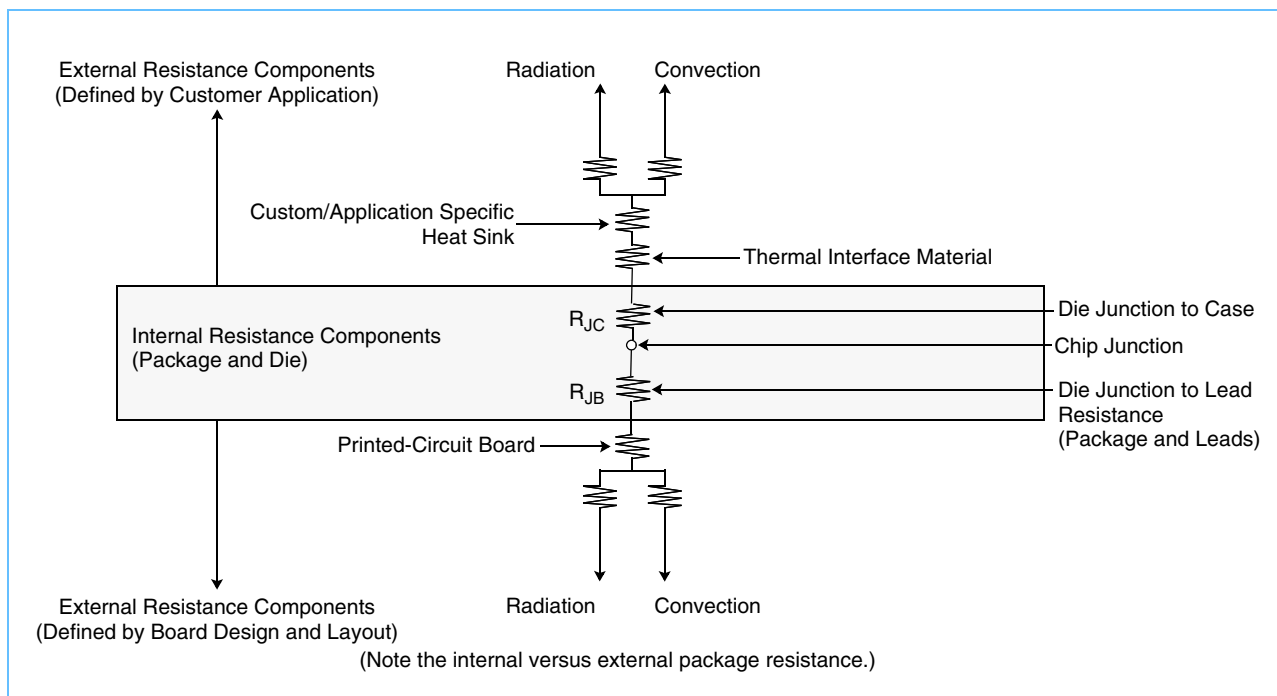 External Resistance Components
(Defined by Customer Application)
Radiation
Convection
Custom/Application Specific
Heat Sink
Thermal Interface Material
Internal Resistance Components
(Package and Die)
RJC
Die Junction to Case
Chip Junction
RJB
Die Junction to Lead
Resistance
(Package and Leads)
Printed-Circuit Board
External Resistance Components
(Defined by Board Design and Layout)
Radiation
Convection
(Note the internal versus external package resistance.)